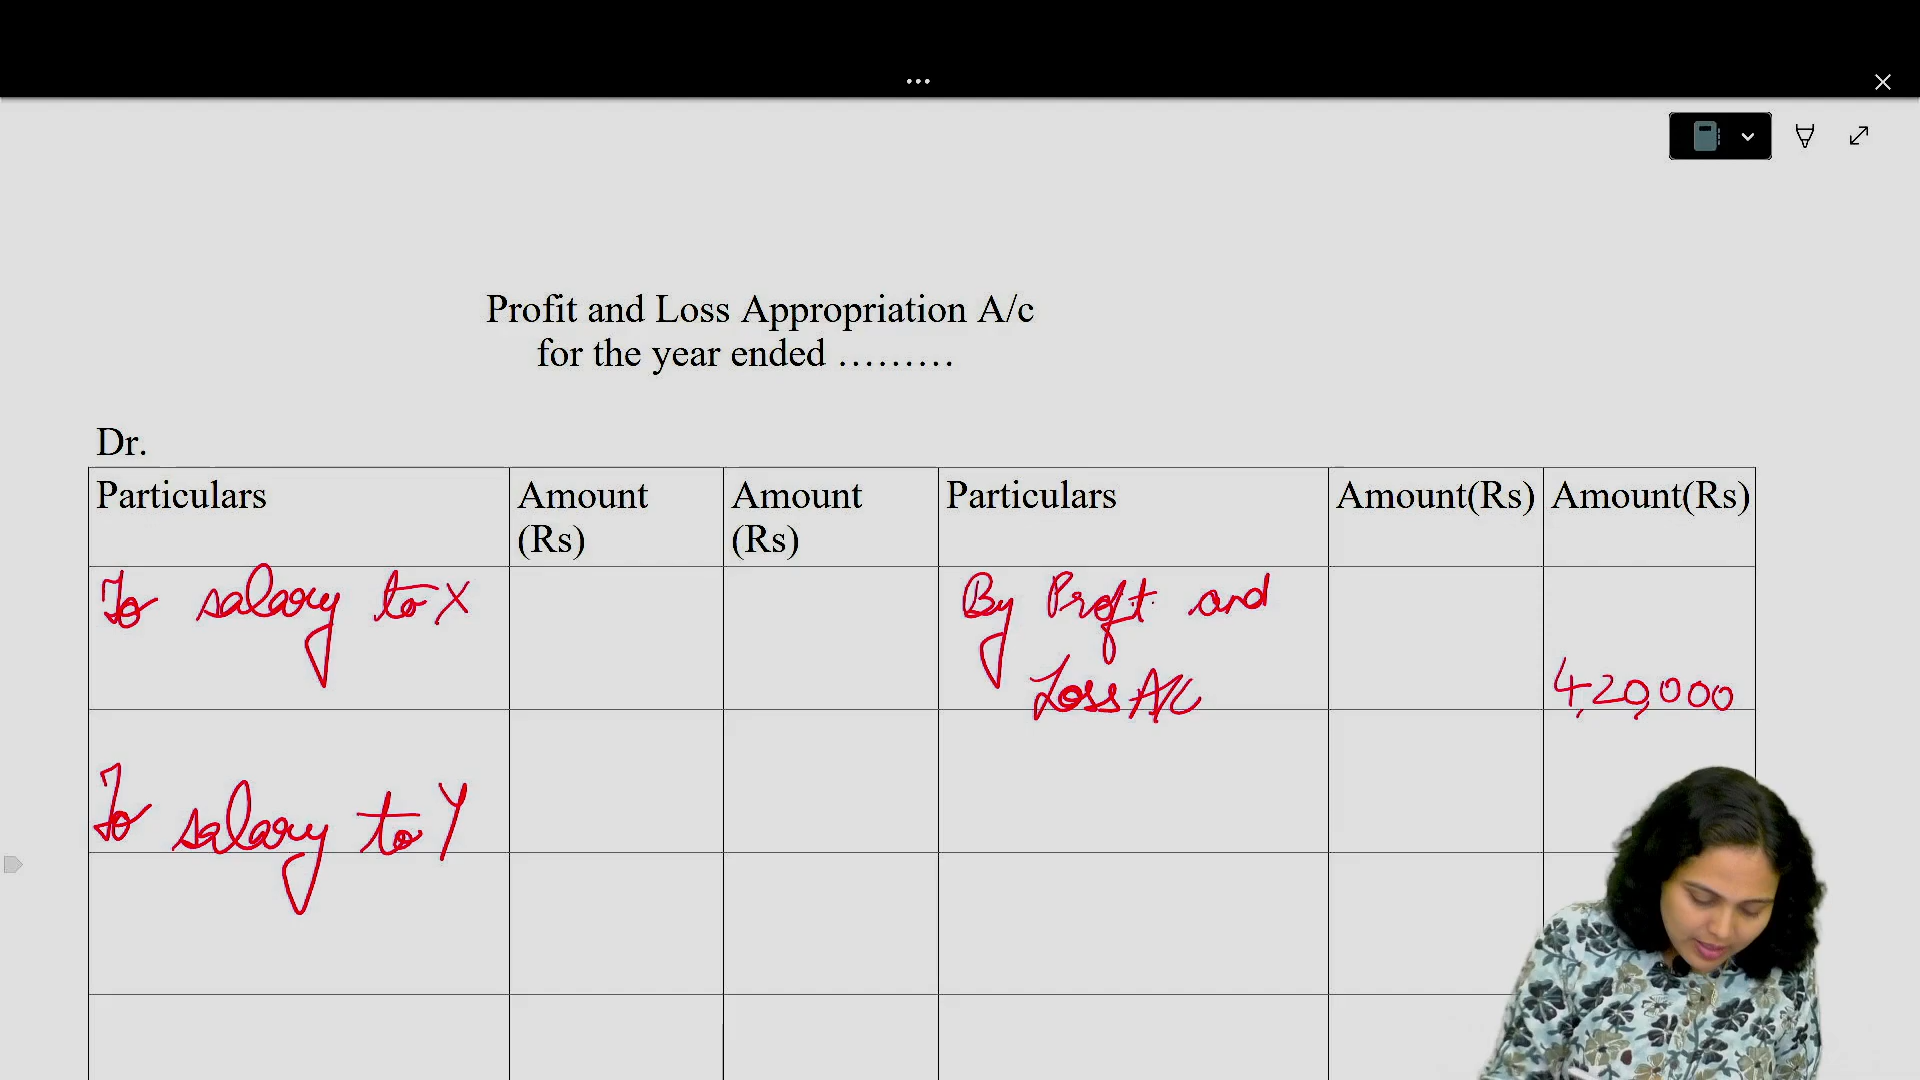 Profit and Loss Appropriation A/c
for the year ended ………
Dr.
Particulars Amount (Rs) Amount (Rs) Particulars Amount(Rs) Amount(Rs)
To salary to X By Profit and
Loss A/C 4,20,000
To salary to Y